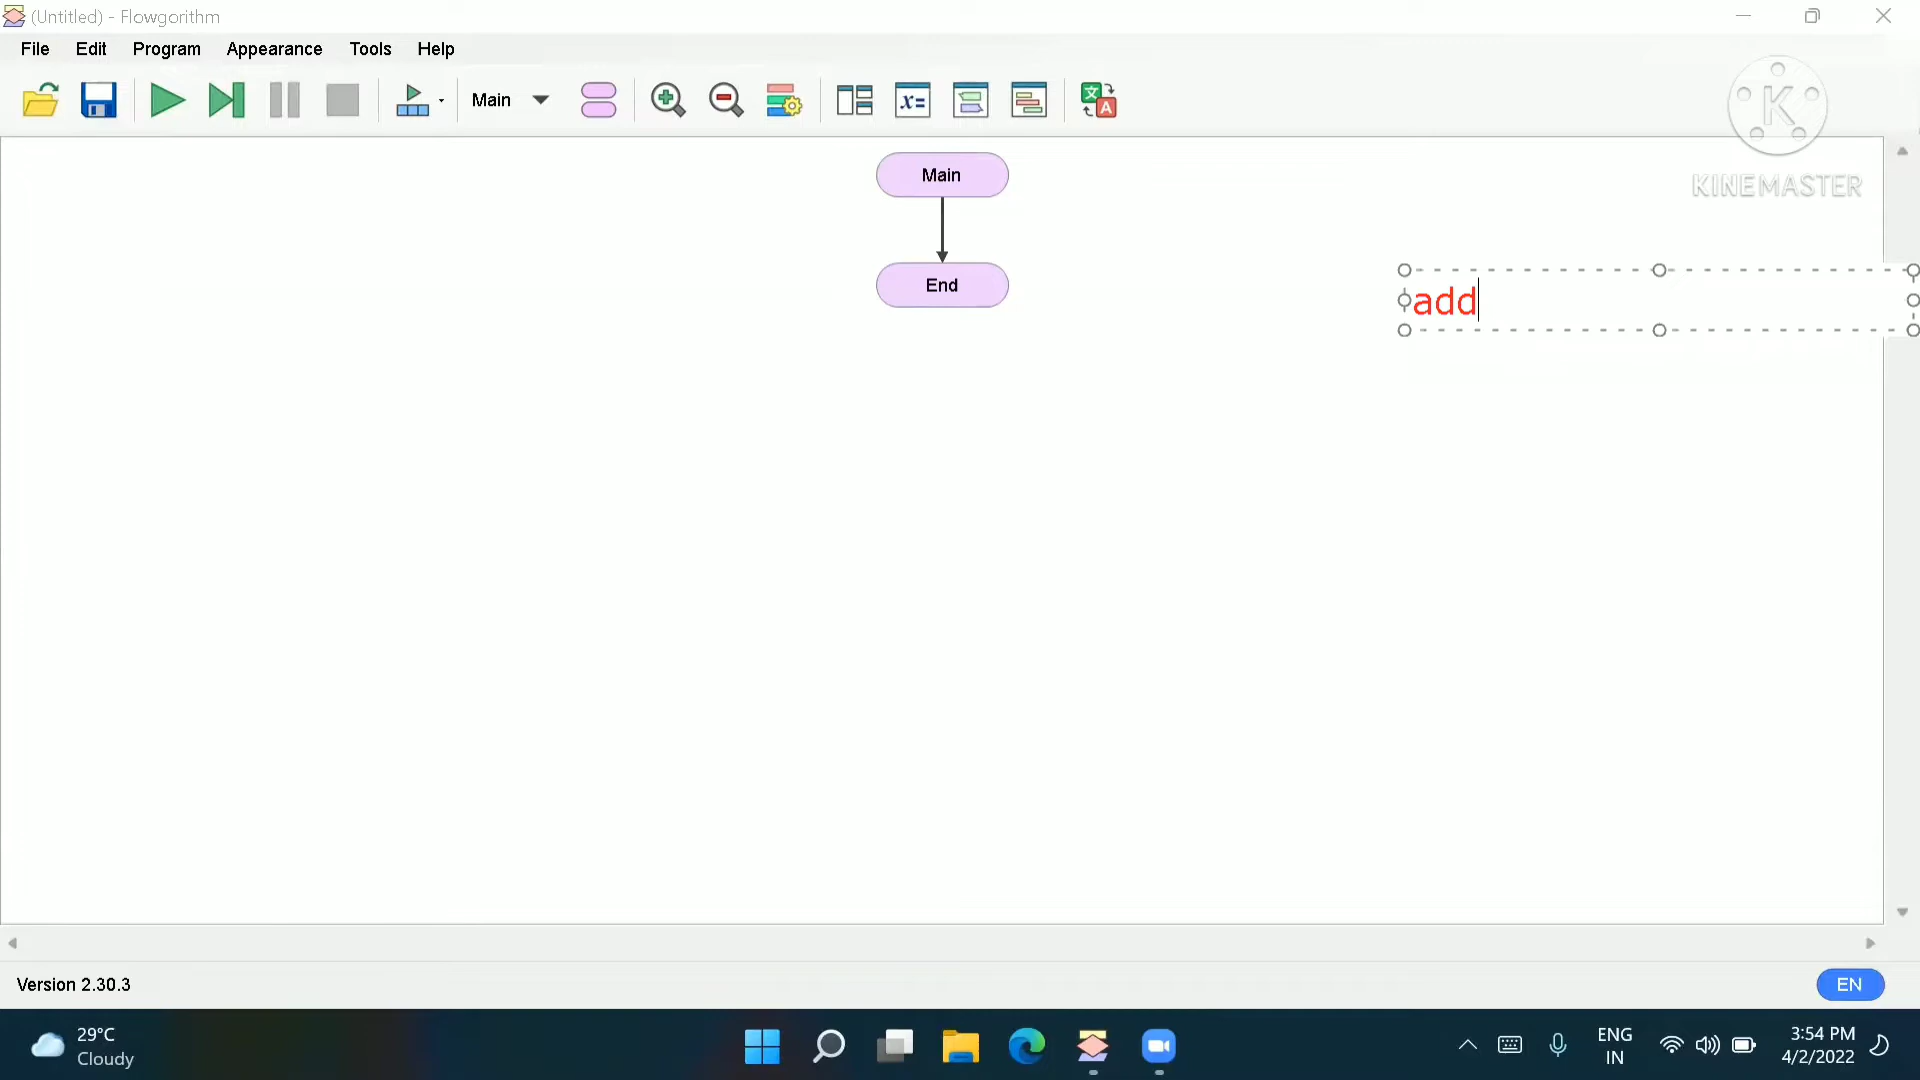 (Untitled) - Flowgorithm
File Edit Program Appearance Tools Help
Main
x=
A
K
KINEMASTER
Main
End
add
Version 2.30.3
EN
29°C
Cloudy
ENG
IN
3:54 PM
4/2/2022